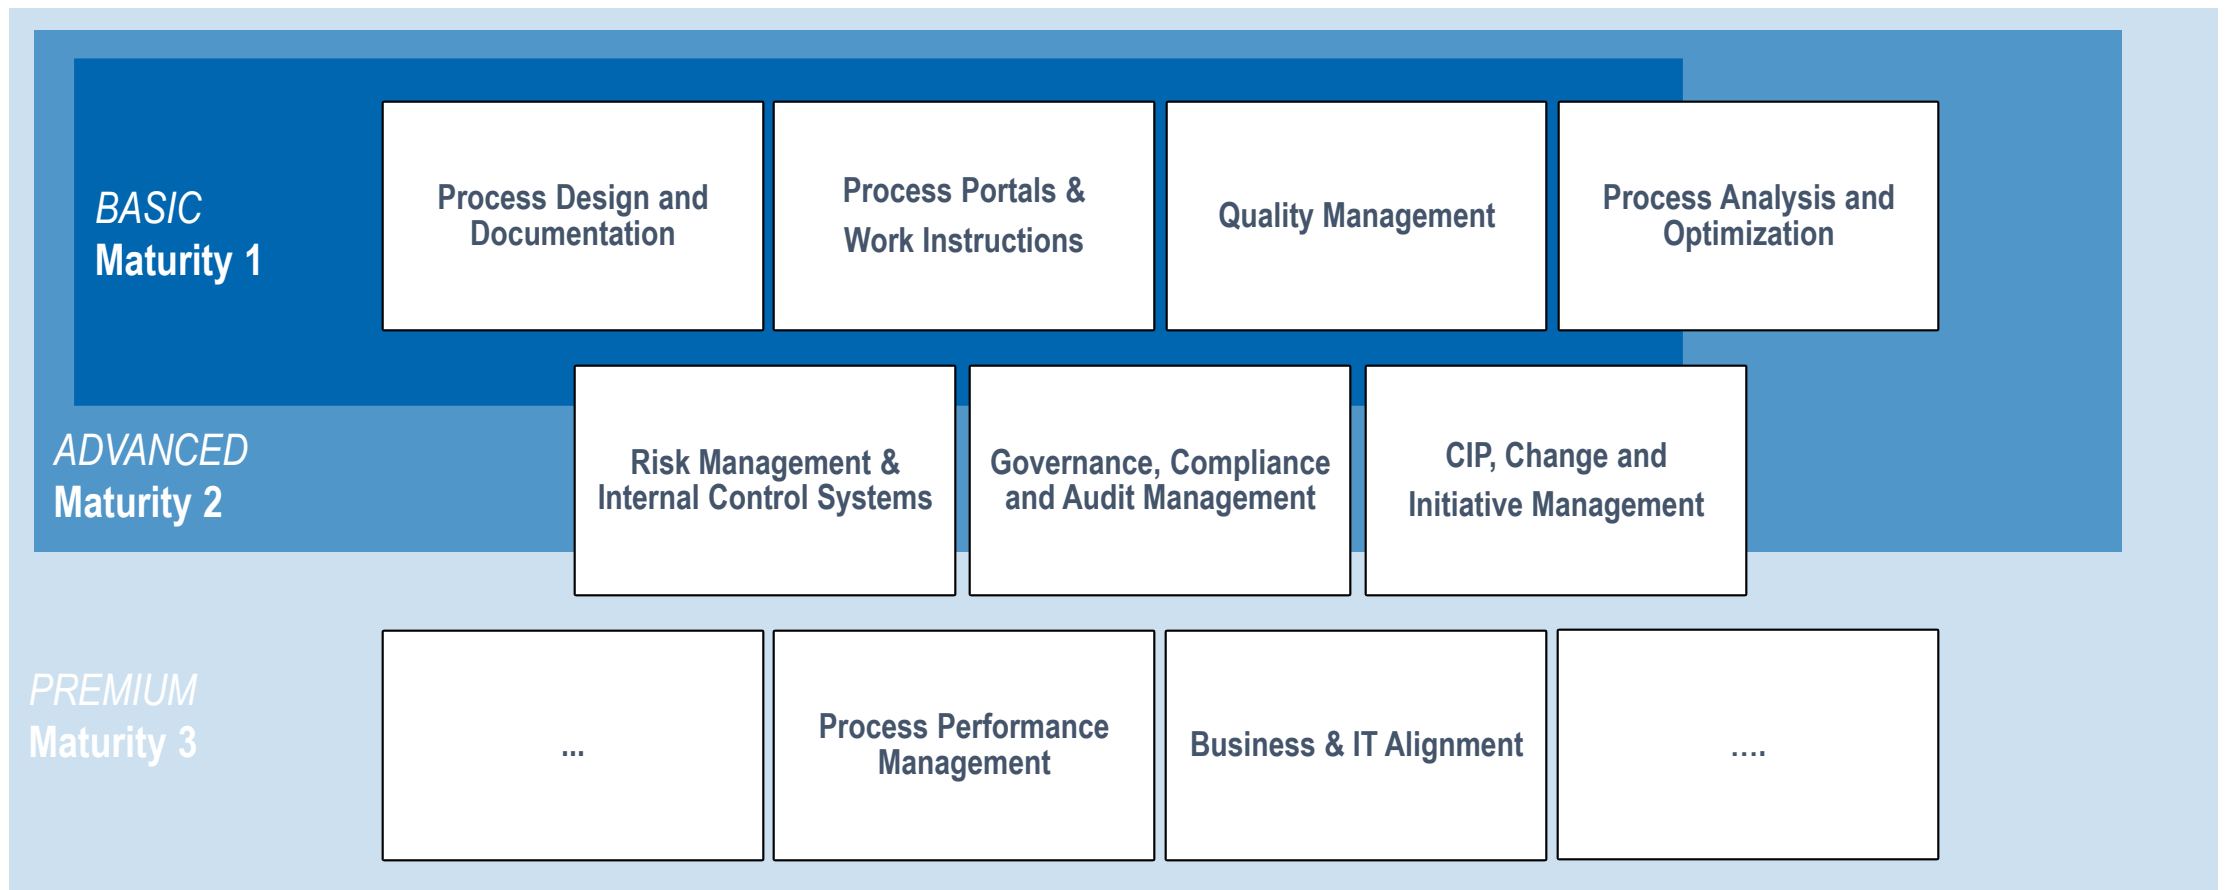 BASIC
Maturity 1
Process Design and
Documentation
Process Portals &
Work Instructions
Quality Management
Process Analysis and
Optimization
ADVANCED
Maturity 2
Risk Management &
Internal Control Systems
Governance, Compliance
and Audit Management
CIP, Change and
Initiative Management
PREMIUM
Maturity 3
...
Process Performance
Management
Business & IT Alignment
....